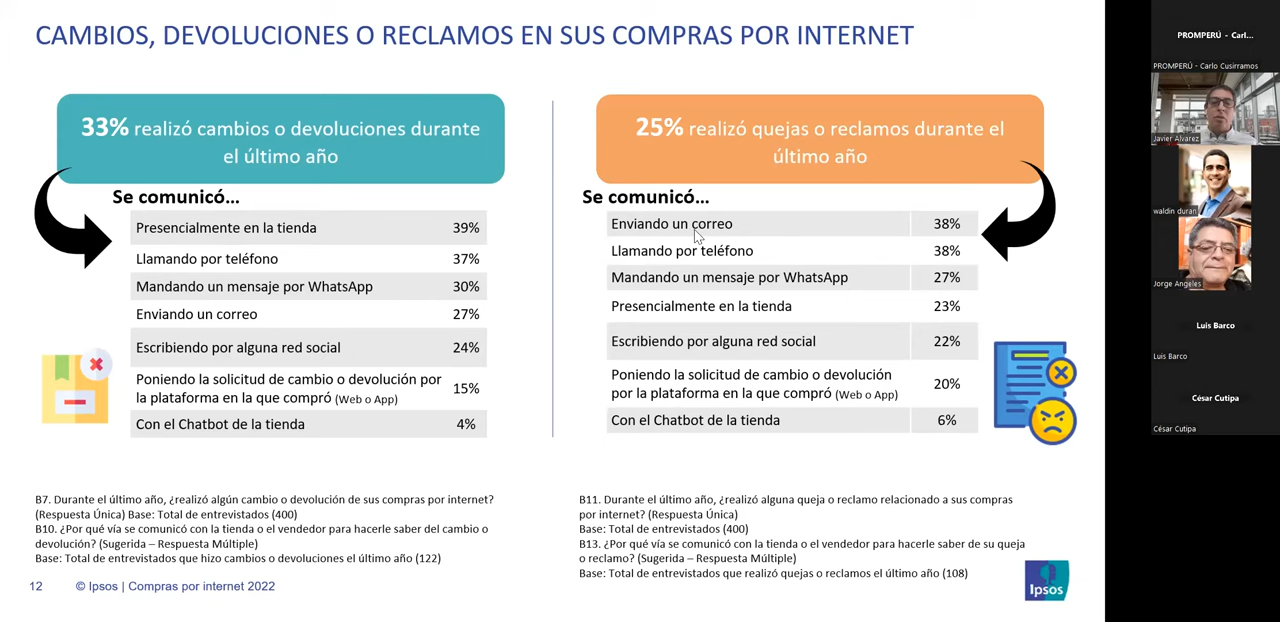 CAMBIOS, DEVOLUCIONES O RECLAMOS EN SUS COMPRAS POR INTERNET
33% realizó cambios o devoluciones durante
el último año
Se comunicó...
Presencialmente en la tienda 39%
Llamando por teléfono 37%
Mandando un mensaje por WhatsApp 30%
Enviando un correo 27%
Escribiendo por alguna red social 24%
Poniendo la solicitud de cambio o devolución por
la plataforma en la que compró (Web o App) 15%
Con el Chatbot de la tienda 4%
B7. Durante el último año, ¿realizó algún cambio o devolución de sus compras por internet?
(Respuesta Única) Base: Total de entrevistados (400)
B10. ¿Por qué vía se comunicó con la tienda o el vendedor para hacerle saber del cambio o
devolución? (Sugerida – Respuesta Múltiple)
Base: Total de entrevistados que hizo cambios o devoluciones el último año (122)
25% realizó quejas o reclamos durante el
último año
Se comunicó...
Enviando un correo 38%
Llamando por teléfono 38%
Mandando un mensaje por WhatsApp 27%
Presencialmente en la tienda 23%
Escribiendo por alguna red social 22%
Poniendo la solicitud de cambio o devolución
por la plataforma en la que compró (Web o App) 20%
Con el Chatbot de la tienda 6%
B11. Durante el último año, ¿realizó alguna queja o reclamo relacionado a sus compras
por internet? (Respuesta Única)
Base: Total de entrevistados (400)
B13. ¿Por qué vía se comunicó con la tienda o el vendedor para hacerle saber de su queja
o reclamo? (Sugerida – Respuesta Múltiple)
Base: Total de entrevistados que realizó quejas o reclamos el último año (108)
12 © Ipsos | Compras por internet 2022
Ipsos
PROMPERÚ - Carl...
PROMPERÚ - Carlo Cusirramos
Javier Alvarez
waldin duran
Jorge Angeles
Luis Barco
Luis Barco
César Cutipa
César Cutipa